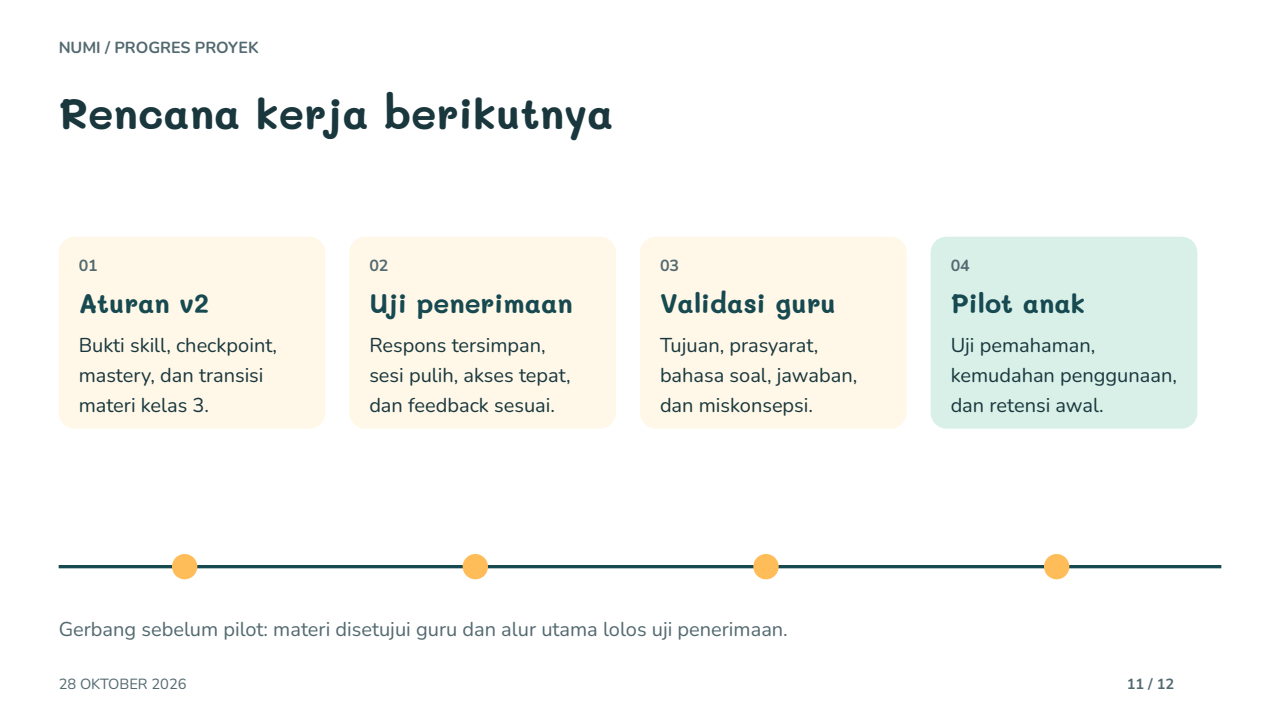 NUMI / PROGRES PROYEK
Rencana kerja berikutnya
01
Aturan v2
Bukti skill, checkpoint,
mastery, dan transisi
materi kelas 3.
02
Uji penerimaan
Respons tersimpan,
sesi pulih, akses tepat,
dan feedback sesuai.
03
Validasi guru
Tujuan, prasyarat,
bahasa soal, jawaban,
dan miskonsepsi.
04
Pilot anak
Uji pemahaman,
kemudahan penggunaan,
dan retensi awal.
Gerbang sebelum pilot: materi disetujui guru dan alur utama lolos uji penerimaan.
28 OKTOBER 2026
11 / 12